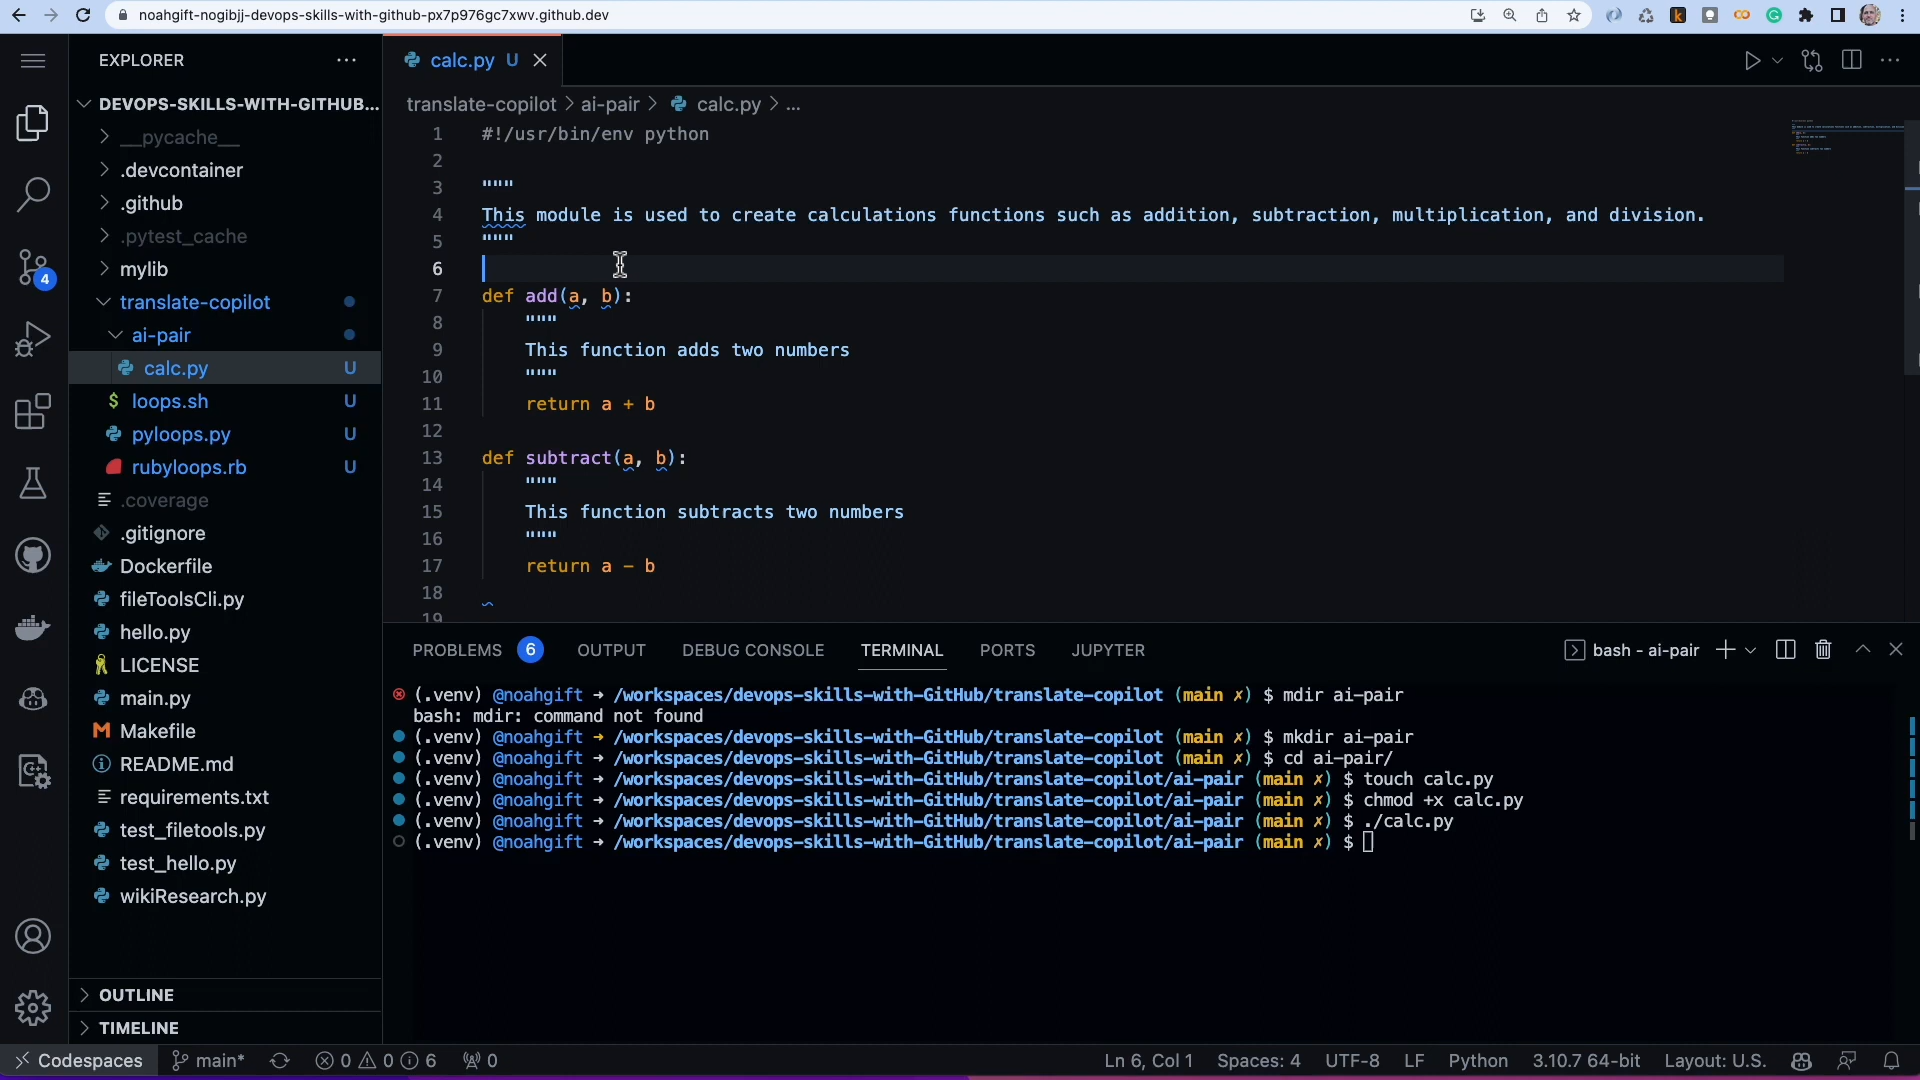 noahgift-nogibjj-devops-skills-with-github-px7p976gc7xwv.github.dev
EXPLORER
DEVOPS-SKILLS-WITH-GITHUB...
__pycache__
.devcontainer
.github
.pytest_cache
mylib
translate-copilot
ai-pair
calc.py U
loops.sh U
pyloops.py U
rubyloops.rb U
.coverage
.gitignore
Dockerfile
fileToolsCli.py
hello.py
LICENSE
main.py
Makefile
README.md
requirements.txt
test_filetools.py
test_hello.py
wikiResearch.py
OUTLINE
TIMELINE
4
calc.py U
translate-copilot > ai-pair > calc.py > ...
1 #!/usr/bin/env python
2
3 """
4 This module is used to create calculations functions such as addition, subtraction, multiplication, and division.
5 """
6
7 def add(a, b):
8 """
9 This function adds two numbers
10 """
11 return a + b
12
13 def subtract(a, b):
14 """
15 This function subtracts two numbers
16 """
17 return a - b
18
19
PROBLEMS 6 OUTPUT DEBUG CONSOLE TERMINAL PORTS JUPYTER bash - ai-pair
(.venv) @noahgift → /workspaces/devops-skills-with-GitHub/translate-copilot (main ✗) $ mdir ai-pair
bash: mdir: command not found
(.venv) @noahgift → /workspaces/devops-skills-with-GitHub/translate-copilot (main ✗) $ mkdir ai-pair
(.venv) @noahgift → /workspaces/devops-skills-with-GitHub/translate-copilot (main ✗) $ cd ai-pair/
(.venv) @noahgift → /workspaces/devops-skills-with-GitHub/translate-copilot/ai-pair (main ✗) $ touch calc.py
(.venv) @noahgift → /workspaces/devops-skills-with-GitHub/translate-copilot/ai-pair (main ✗) $ chmod +x calc.py
(.venv) @noahgift → /workspaces/devops-skills-with-GitHub/translate-copilot/ai-pair (main ✗) $ ./calc.py
(.venv) @noahgift → /workspaces/devops-skills-with-GitHub/translate-copilot/ai-pair (main ✗) $
Codespaces main* 0 0 6 0 Ln 6, Col 1 Spaces: 4 UTF-8 LF Python 3.10.7 64-bit Layout: U.S.